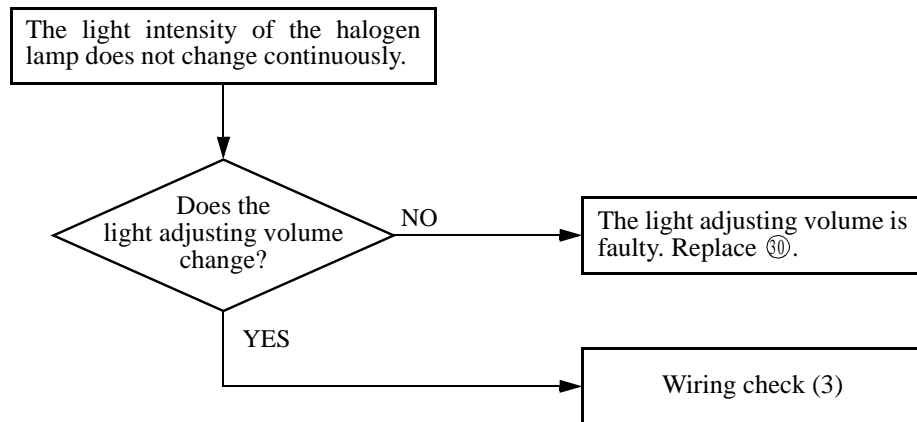 The light intensity of the halogen
lamp does not change continuously.
Does the
light adjusting volume
change?
NO
The light adjusting volume is
faulty. Replace ㉚.
YES
Wiring check (3)